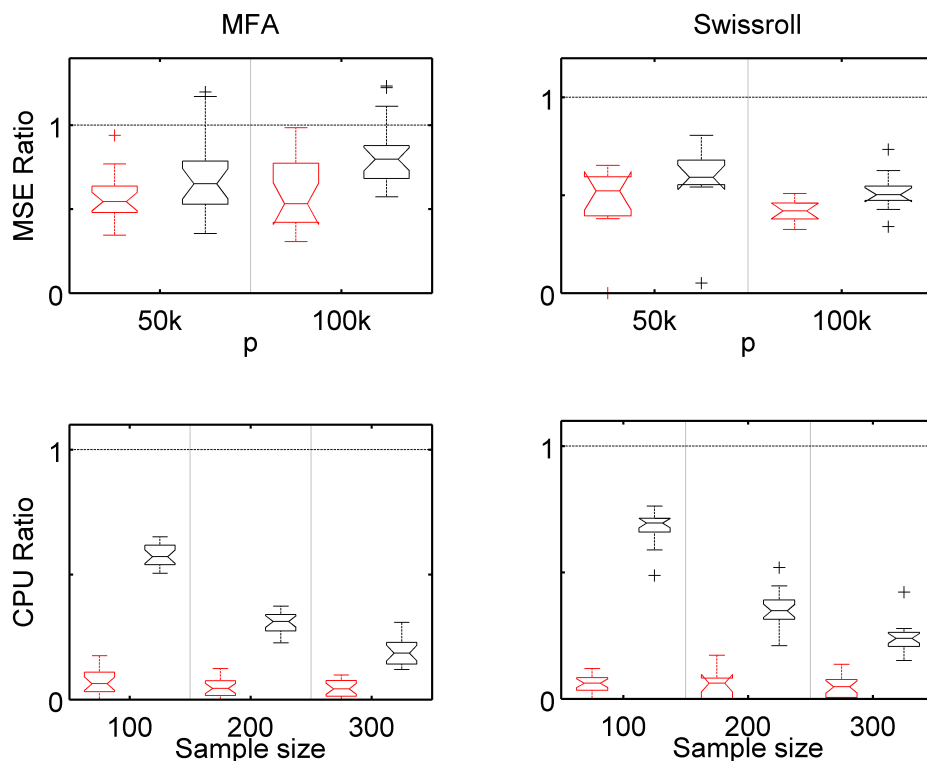 MFA
MSE Ratio
1
0
50k
100k
p
Swissroll
1
0
50k
100k
p
CPU Ratio
1
0
100
200
300
Sample size
1
0
100
200
300
Sample size